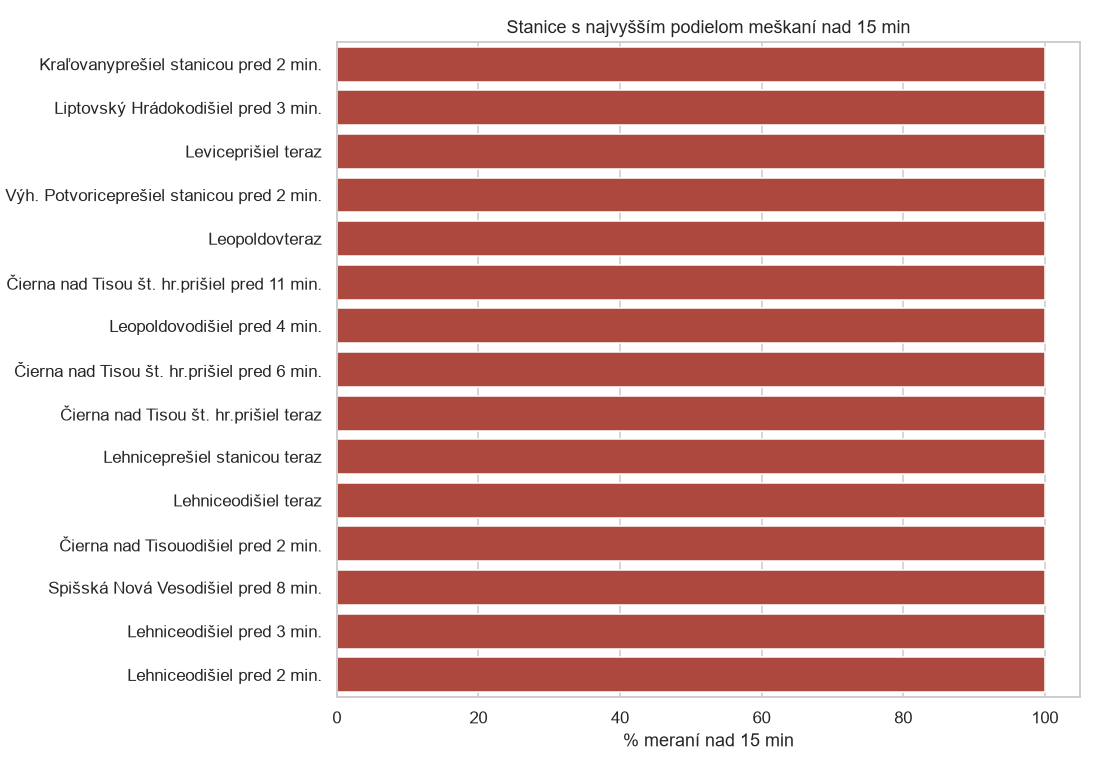 Stanice s najvyšším podielom meškaní nad 15 min
Kraľovanyprešiel stanicou pred 2 min.
Liptovský Hrádokodišiel pred 3 min.
Leviceprišiel teraz
Výh. Potvoriceprešiel stanicou pred 2 min.
Leopoldovteraz
Čierna nad Tisou št. hr.prišiel pred 11 min.
Leopoldovodišiel pred 4 min.
Čierna nad Tisou št. hr.prišiel pred 6 min.
Čierna nad Tisou št. hr.prišiel teraz
Lehniceprešiel stanicou teraz
Lehniceodišiel teraz
Čierna nad Tisouodišiel pred 2 min.
Spišská Nová Vesodišiel pred 8 min.
Lehniceodišiel pred 3 min.
Lehniceodišiel pred 2 min.
0 20 40 60 80 100
% meraní nad 15 min